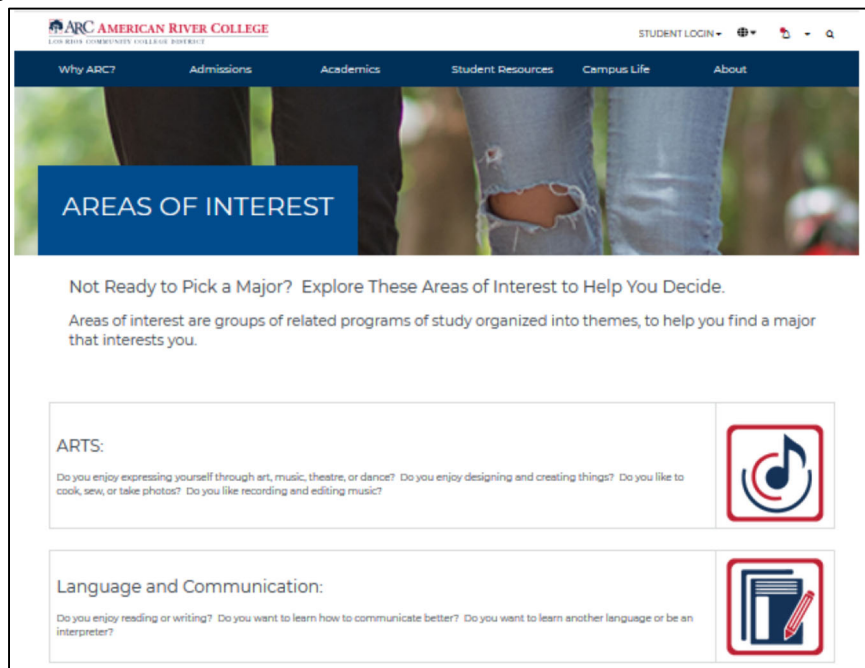 ARC AMERICAN RIVER COLLEGE
LOS RIOS COMMUNITY COLLEGE DISTRICT
STUDENT LOGIN
Why ARC? Admissions Academics Student Resources Campus Life About
AREAS OF INTEREST
Not Ready to Pick a Major? Explore These Areas of Interest to Help You Decide.
Areas of interest are groups of related programs of study organized into themes, to help you find a major
that interests you.
ARTS:
Do you enjoy expressing yourself through art, music, theatre, or dance? Do you enjoy designing and creating things? Do you like to
cook, sew, or take photos? Do you like recording and editing music?
Language and Communication:
Do you enjoy reading or writing? Do you want to learn how to communicate better? Do you want to learn another language or be an
interpreter?